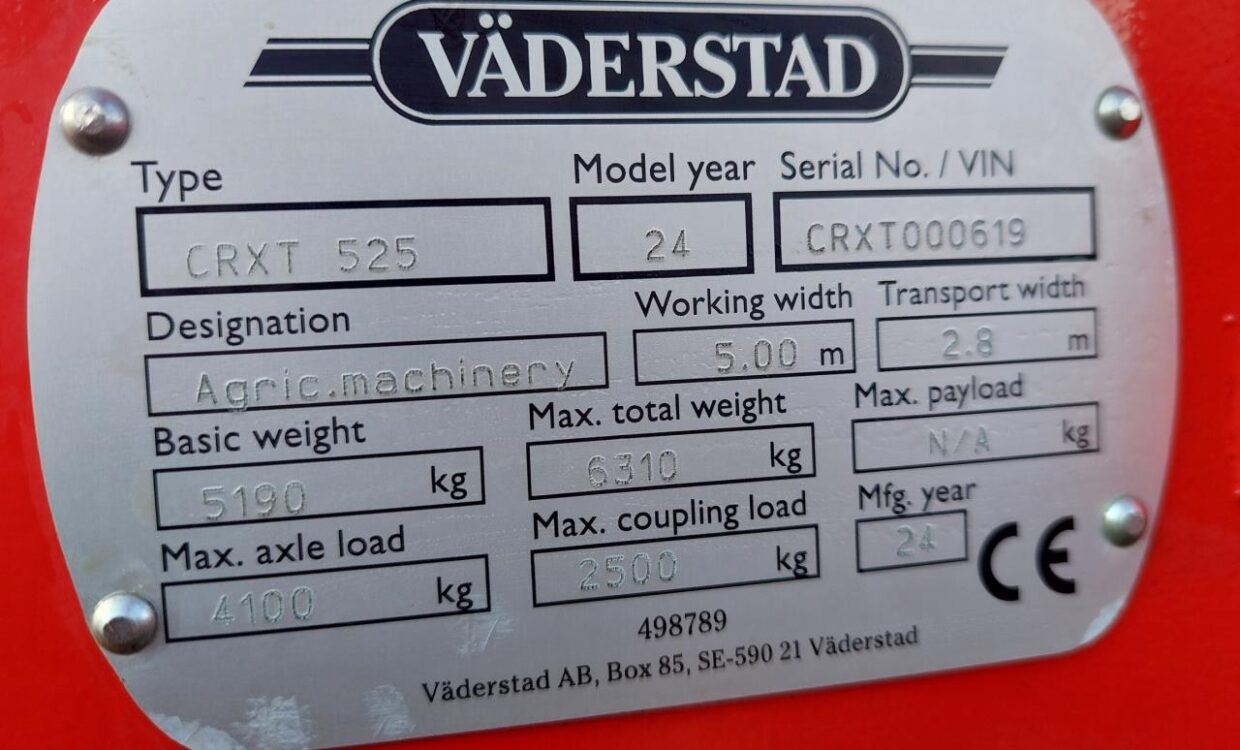 VÄDERSTAD
Type Model year Serial No. / VIN
CRXT 525 24 CRXT000619
Designation Working width Transport width
Agric.machinery 5.00 m 2.8 m
Basic weight Max. total weight Max. payload
5190 kg 6310 kg N/A kg
Max. axle load Max. coupling load Mfg. year
4100 kg 2500 kg 24 CE
498789
Väderstad AB, Box 85, SE-590 21 Väderstad